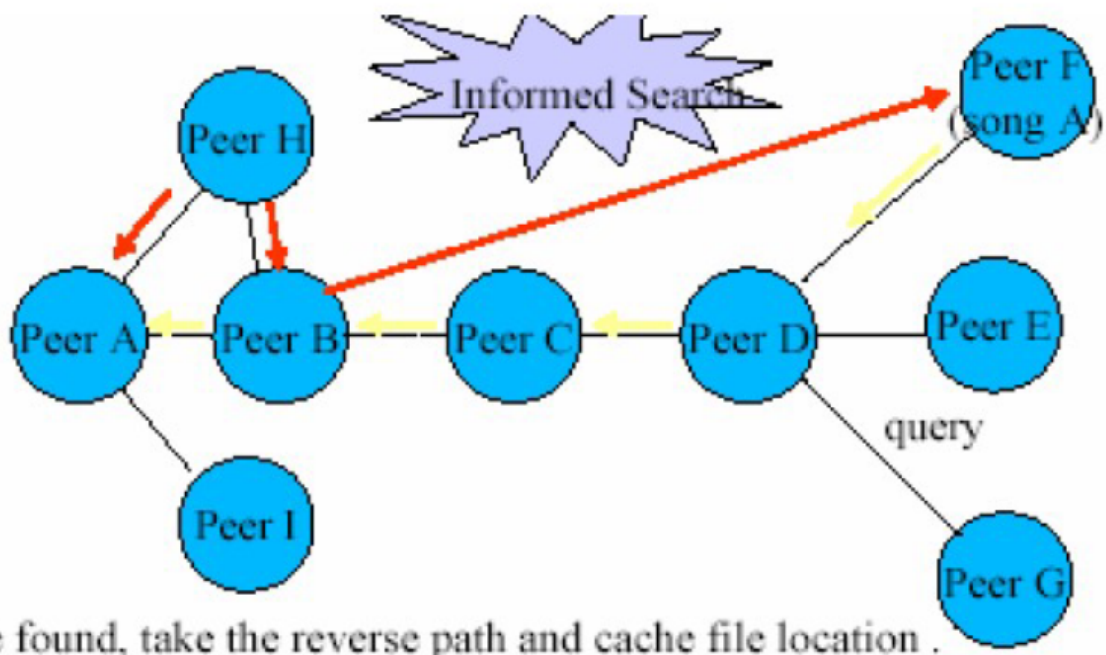 Informed Search
Peer F
(song A)
Peer H
Peer A
Peer B
Peer C
Peer D
Peer E
query
Peer I
Peer G
found, take the reverse path and cache file location .